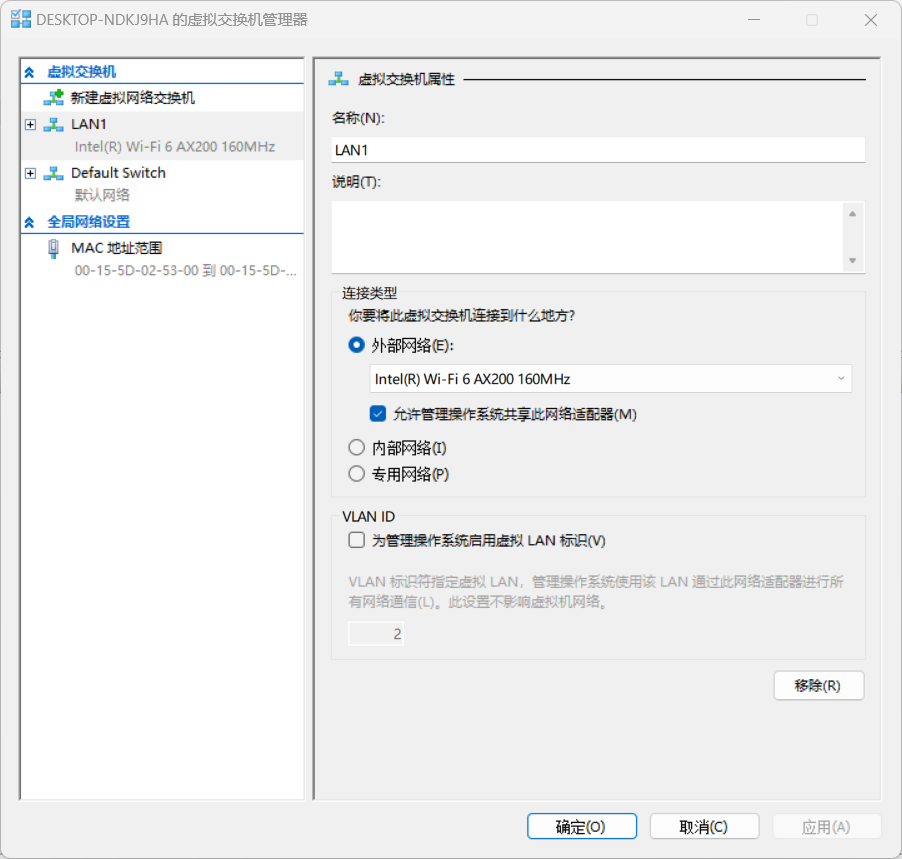 DESKTOP-NDKJ9HA 的虚拟交换机管理器
虚拟交换机
新建虚拟网络交换机
LAN1
Intel(R) Wi-Fi 6 AX200 160MHz
Default Switch
默认网络
全局网络设置
MAC 地址范围
00-15-5D-02-53-00 到 00-15-5D-...
虚拟交换机属性
名称(N):
LAN1
说明(T):
连接类型
你要将此虚拟交换机连接到什么地方?
外部网络(E):
Intel(R) Wi-Fi 6 AX200 160MHz
允许管理操作系统共享此网络适配器(M)
内部网络(I)
专用网络(P)
VLAN ID
为管理操作系统启用虚拟 LAN 标识(V)
VLAN 标识符指定虚拟 LAN，管理操作系统使用该 LAN 通过此网络适配器进行所
有网络通信(L)。此设置不影响虚拟机网络。
2
移除(R)
确定(O)
取消(C)
应用(A)